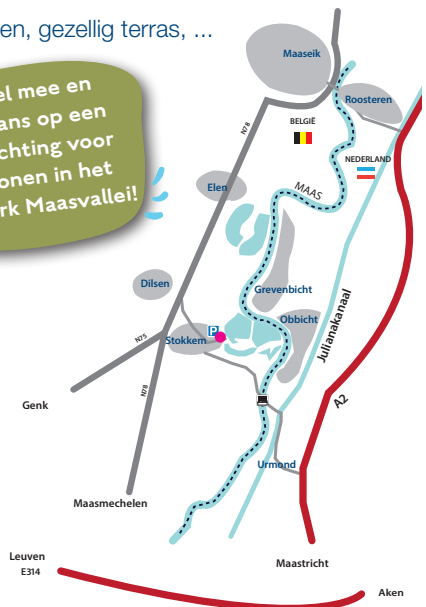 en, gezellig terras, ...
el mee en
ans op een
chting voor
onen in het
rk Maasvallei!
Maaseik
Roosteren
N78
BELGIË
NEDERLAND
Elen
MAAS
Dilsen
Grevenbicht
Obbicht
P
Stokkem
N75
Julianakanaal
N78
A2
Genk
Urmond
Maasmechelen
Leuven
E314
Maastricht
Aken